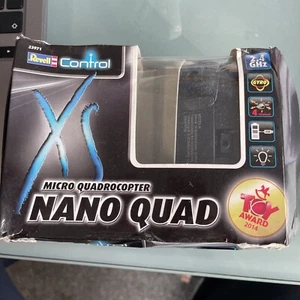 23971
Revell
Control
2.4
GHz
GYRO
XS
MICRO QUADROCOPTER
NANO QUAD
TOY
AWARD
2014